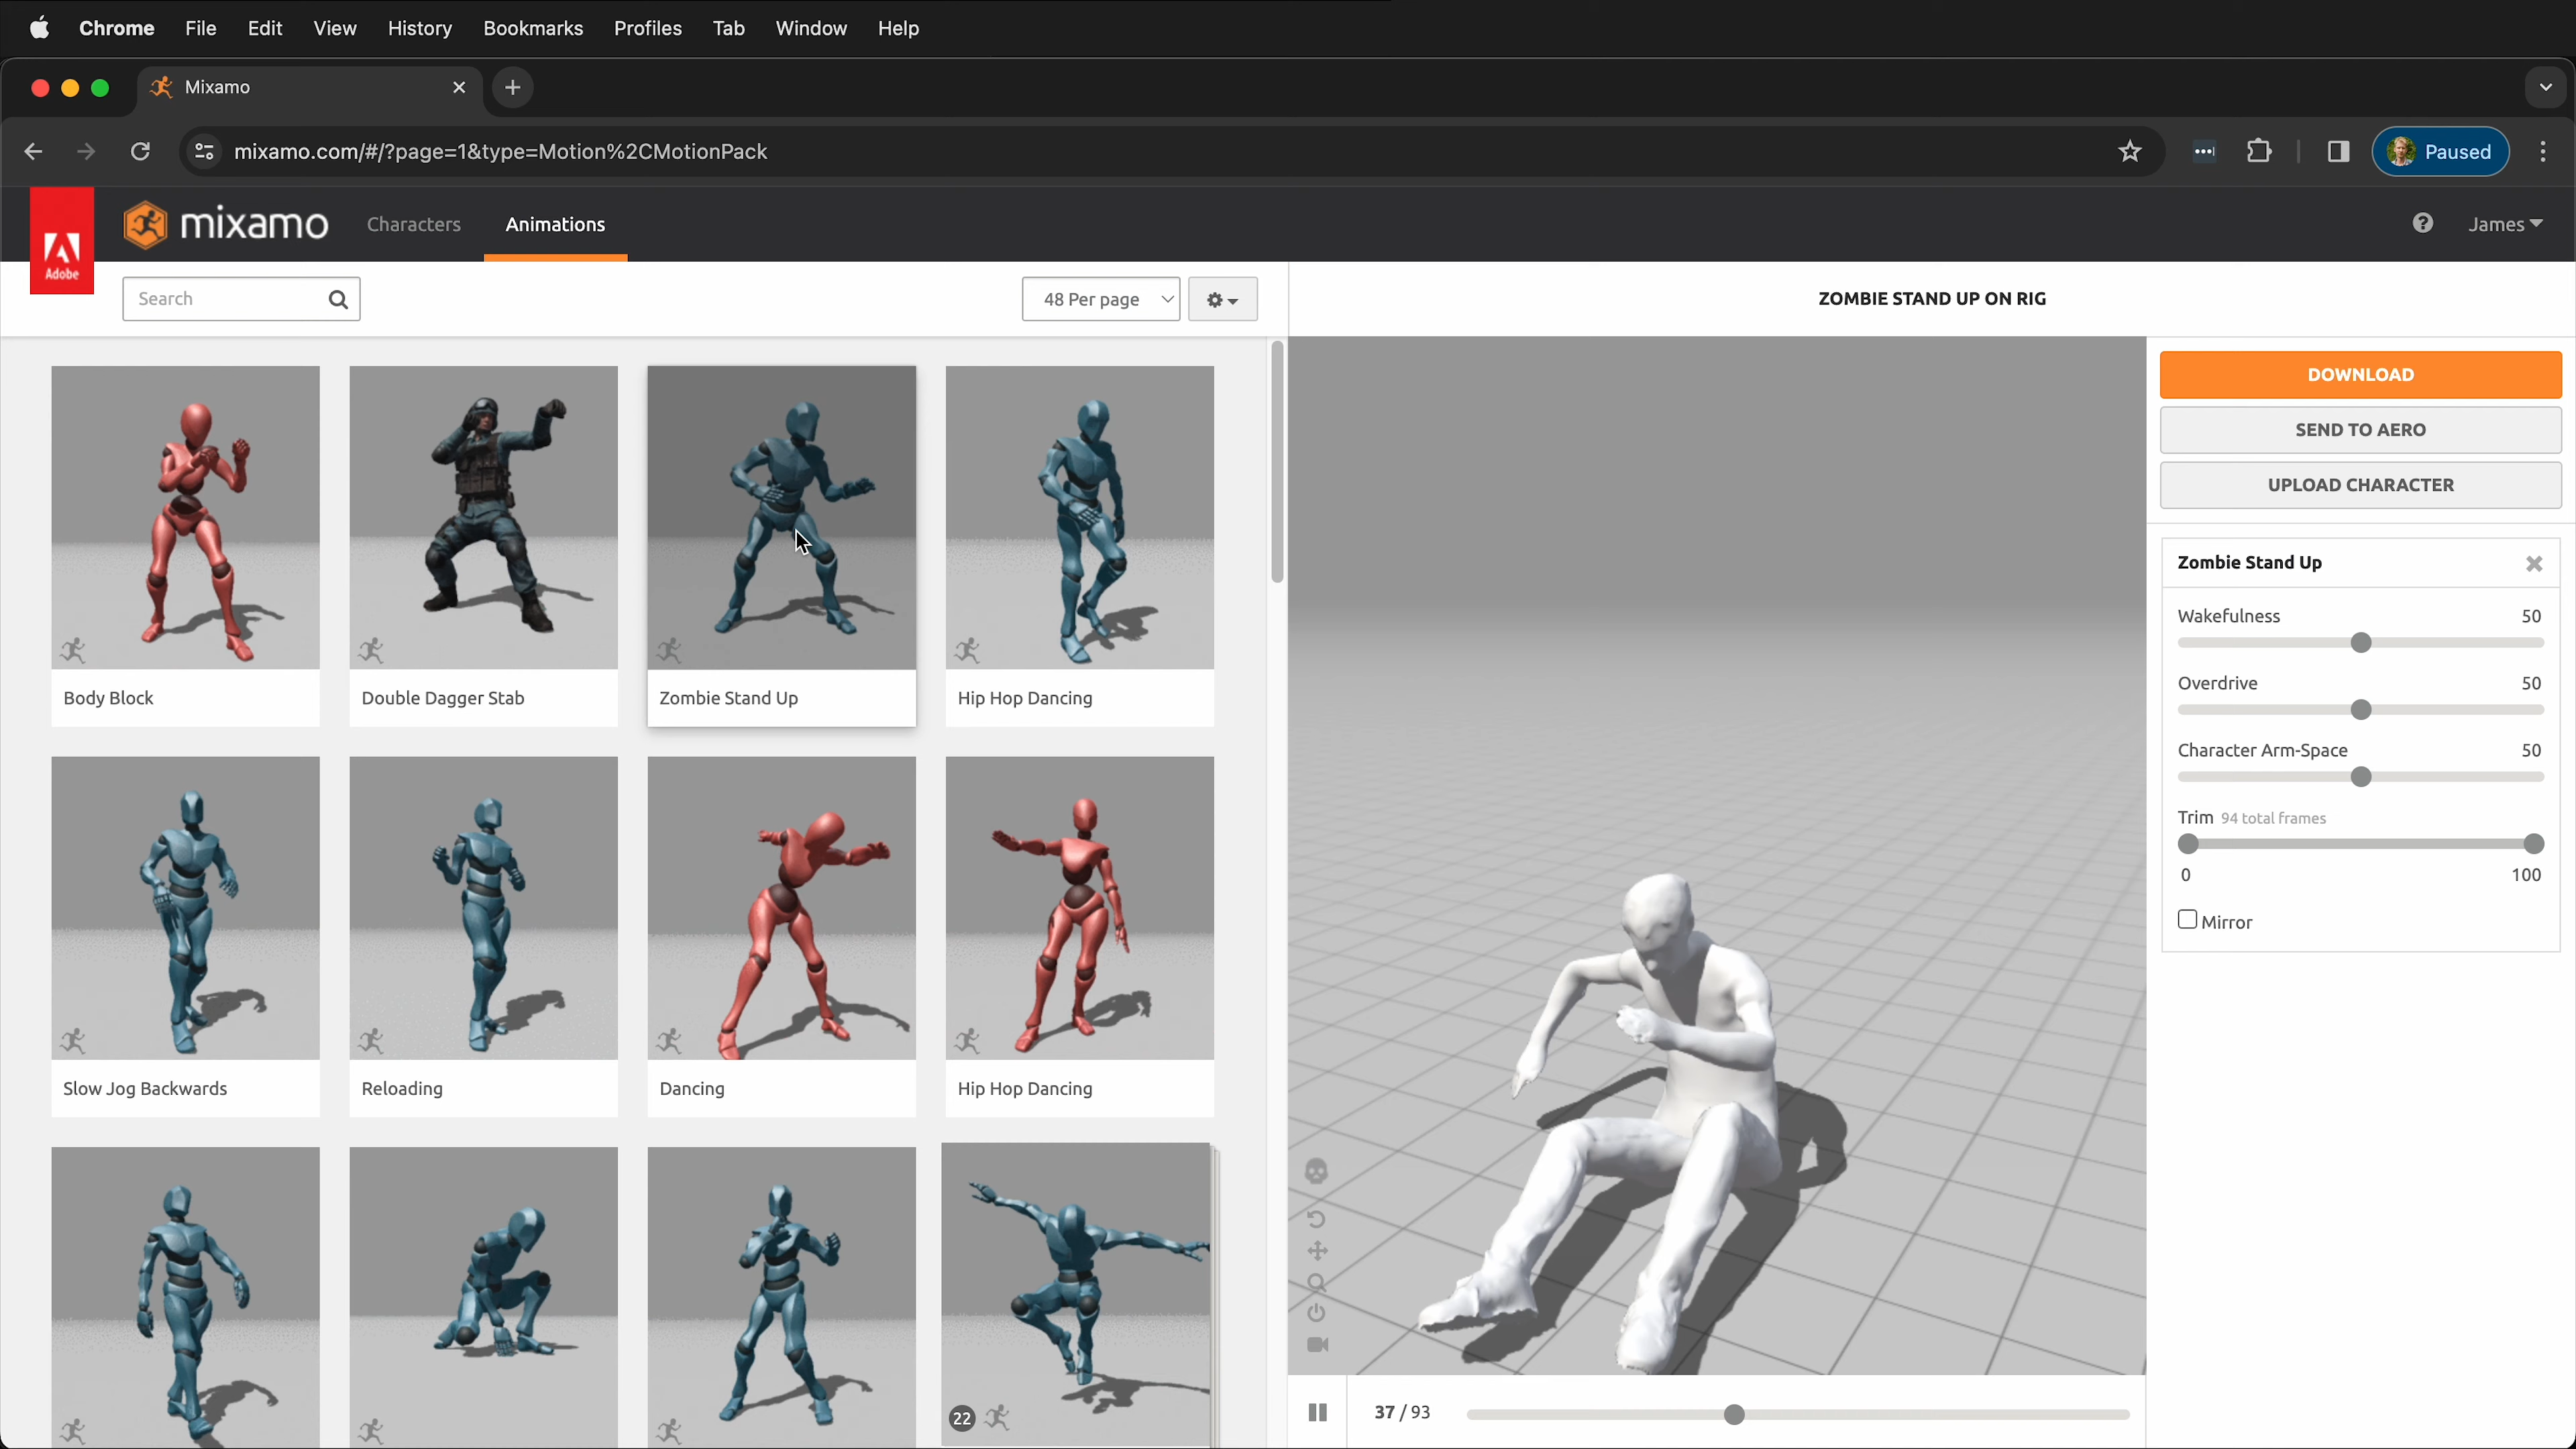 Chrome File Edit View History Bookmarks Profiles Tab Window Help
Mixamo
mixamo.com/#/?page=1&type=Motion%2CMotionPack
Paused
Adobe
mixamo
Characters
Animations
James
Search
48 Per page
ZOMBIE STAND UP ON RIG
DOWNLOAD
SEND TO AERO
UPLOAD CHARACTER
Body Block
Double Dagger Stab
Zombie Stand Up
Hip Hop Dancing
Slow Jog Backwards
Reloading
Dancing
Hip Hop Dancing
22
Zombie Stand Up
Wakefulness 50
Overdrive 50
Character Arm-Space 50
Trim 94 total frames
0 100
Mirror
37 / 93